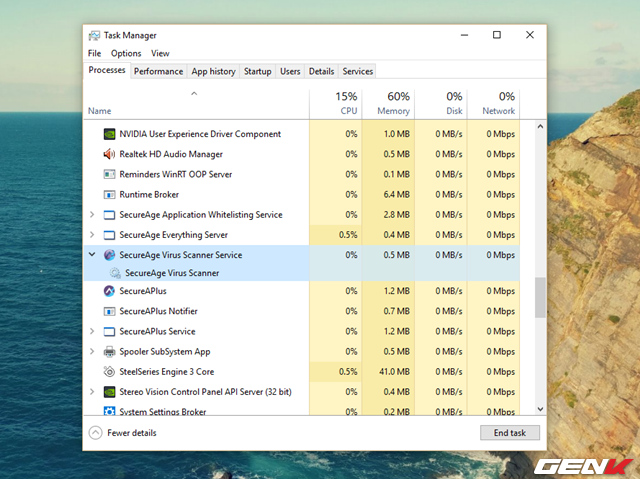 Task Manager
File Options View
Processes Performance App history Startup Users Details Services
15% 60% 0% 0%
Name CPU Memory Disk Network
NVIDIA User Experience Driver Component 0% 1.0 MB 0 MB/s 0 Mbps
Realtek HD Audio Manager 0% 0.5 MB 0 MB/s 0 Mbps
Reminders WinRT OOP Server 0% 0.1 MB 0 MB/s 0 Mbps
Runtime Broker 0% 6.4 MB 0 MB/s 0 Mbps
SecureAge Application Whitelisting Service 0% 2.8 MB 0 MB/s 0 Mbps
SecureAge Everything Server 0.5% 0.4 MB 0 MB/s 0 Mbps
SecureAge Virus Scanner Service 0% 0.5 MB 0 MB/s 0 Mbps
SecureAge Virus Scanner
SecureAPlus 0% 1.2 MB 0 MB/s 0 Mbps
SecureAPlus Notifier 0% 0.7 MB 0 MB/s 0 Mbps
SecureAPlus Service 0% 1.2 MB 0 MB/s 0 Mbps
Spooler SubSystem App 0% 0.5 MB 0 MB/s 0 Mbps
SteelSeries Engine 3 Core 0.5% 41.0 MB 0 MB/s 0 Mbps
Stereo Vision Control Panel API Server (32 bit) 0% 0.4 MB 0 MB/s 0 Mbps
System Settings Broker 0% 0.2 MB 0 MB/s 0 Mbps
Fewer details End task
GENK